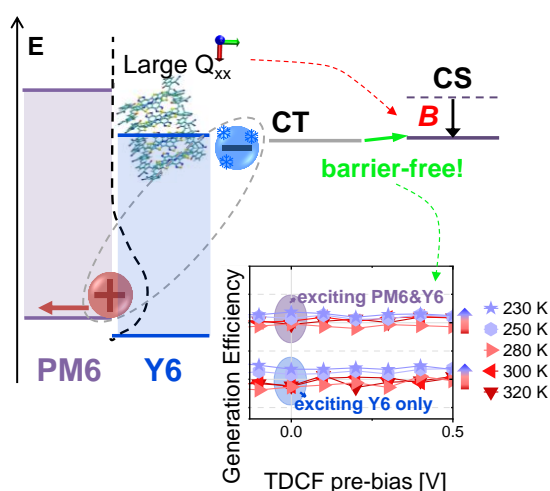 E
Large Qxx
CS
CT
B
barrier-free!
+
−
PM6
Y6
Generation Efficiency
exciting PM6&Y6
exciting Y6 only
230 K
250 K
280 K
300 K
320 K
0.0
0.5
TDCF pre-bias [V]